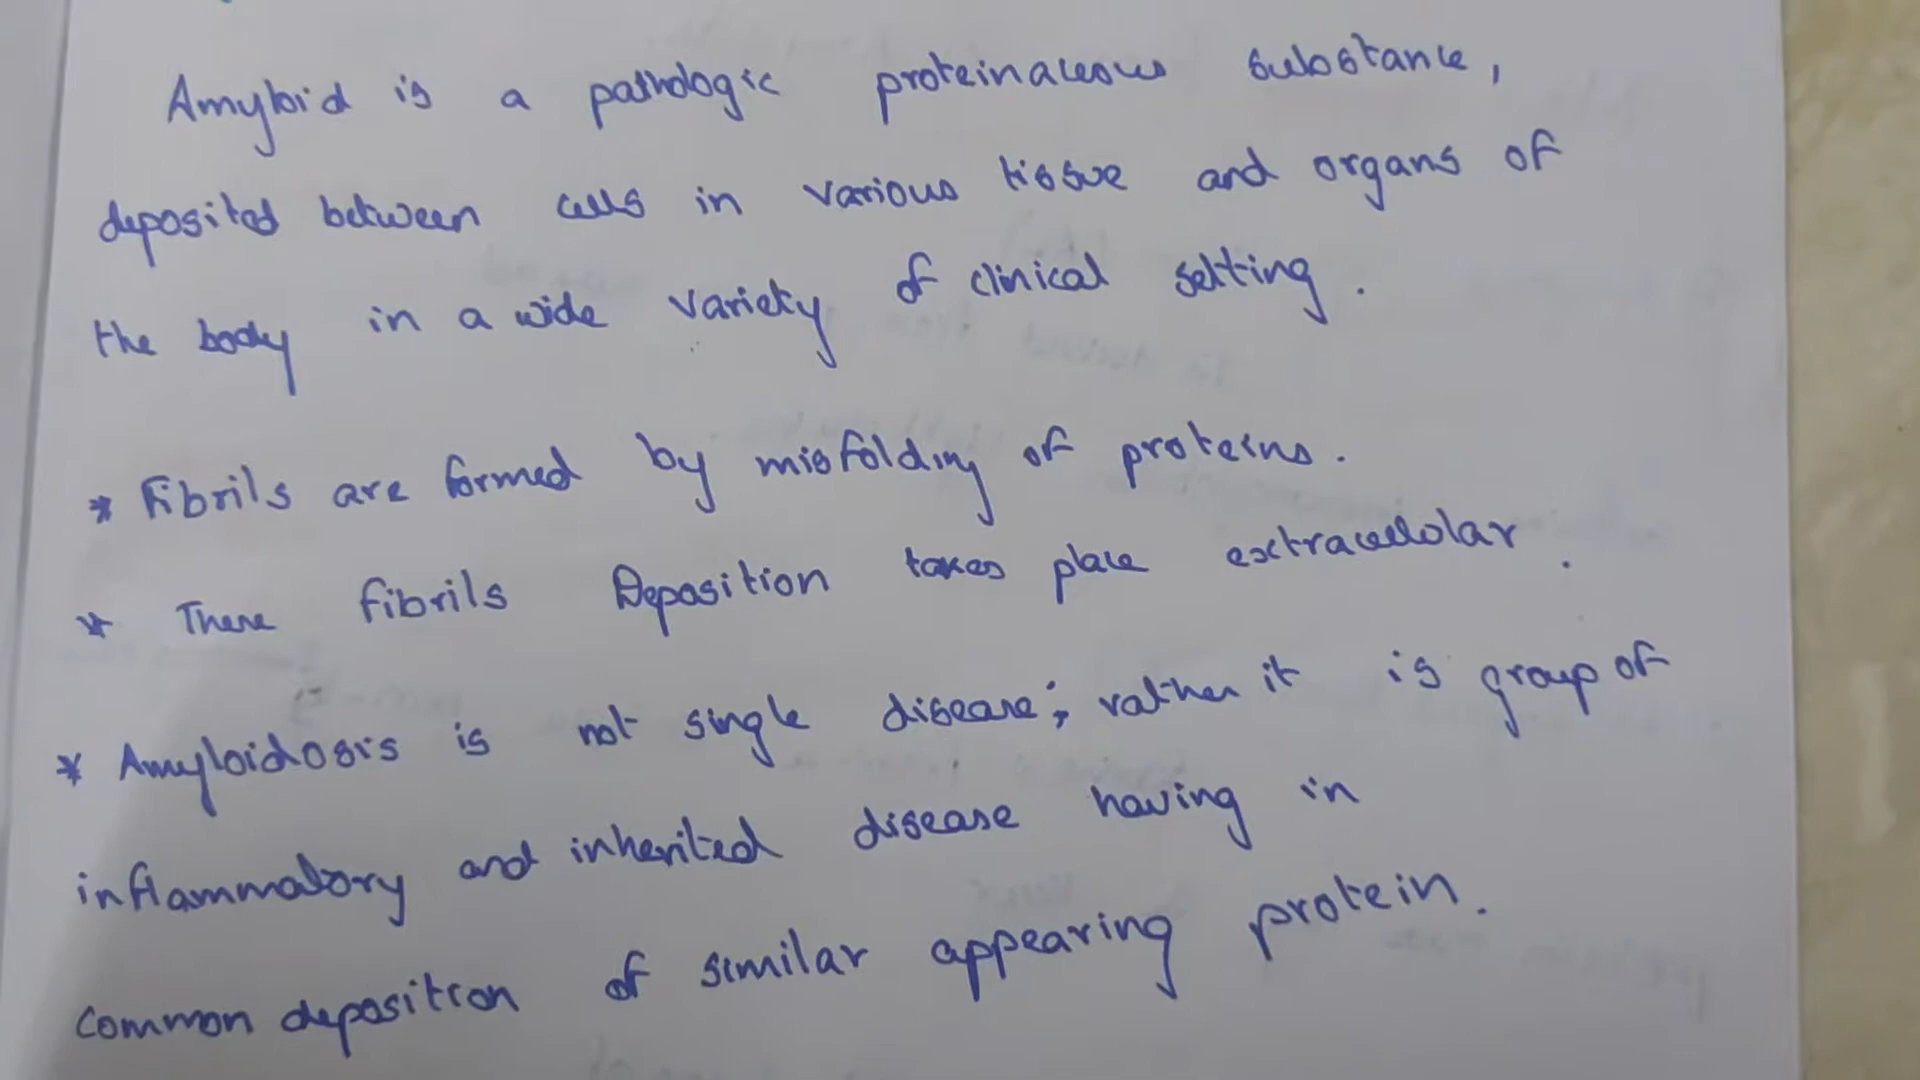 Amyloid is a pathologic proteinaceous substance,
deposited between cells in various tissue and organs of
the body in a wide variety of clinical setting.
* Fibrils are formed by misfolding of proteins.
* There fibrils Deposition takes place extracellolar.
* Amyloidosis is not single disease; rather it is group of
inflammatory and inherited disease having in
common deposition of similar appearing protein.